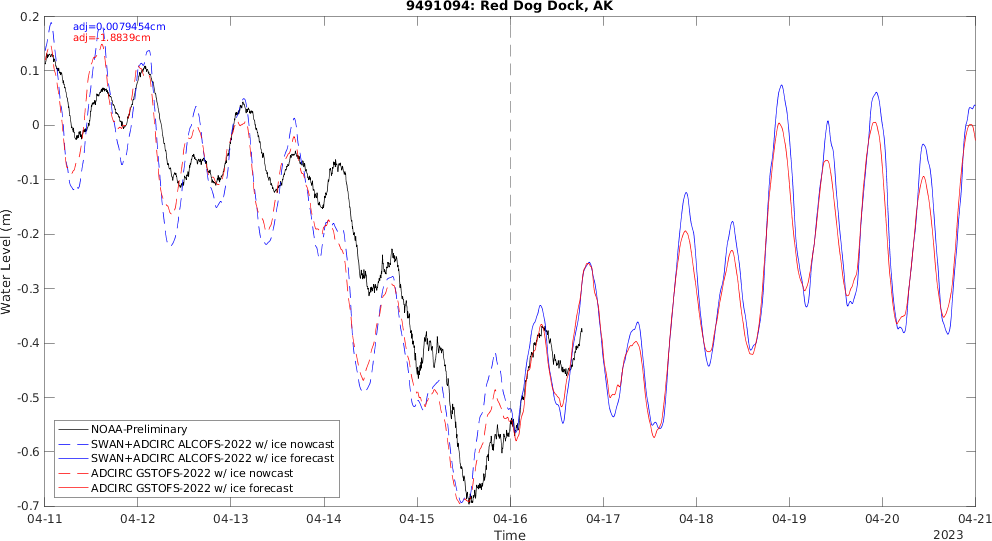 9491094: Red Dog Dock, AK
adj=0.0079454cm
adj=-1.8839cm
0.2
0.1
0
-0.1
-0.2
-0.3
-0.4
-0.5
-0.6
-0.7
Water Level (m)
NOAA-Preliminary
SWAN+ADCIRC ALCOFS-2022 w/ ice nowcast
SWAN+ADCIRC ALCOFS-2022 w/ ice forecast
ADCIRC GSTOFS-2022 w/ ice nowcast
ADCIRC GSTOFS-2022 w/ ice forecast
04-11 04-12 04-13 04-14 04-15 04-16 04-17 04-18 04-19 04-20 04-21
Time
2023